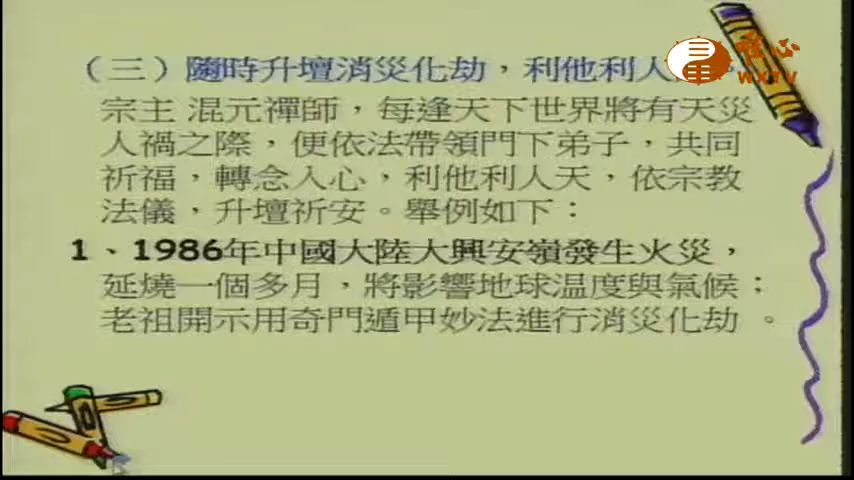 （三）隨時升壇消災化劫，利他利人
唯心
WXTV
宗主 混元禪師，每逢天下世界將有天災
人禍之際，便依法帶領門下弟子，共同
祈福，轉念入心，利他利人天，依宗教
法儀，升壇祈安。舉例如下：
1、1986年中國大陸大興安嶺發生火災，
延燒一個多月，將影響地球溫度與氣候；
老祖開示用奇門遁甲妙法進行消災化劫 。